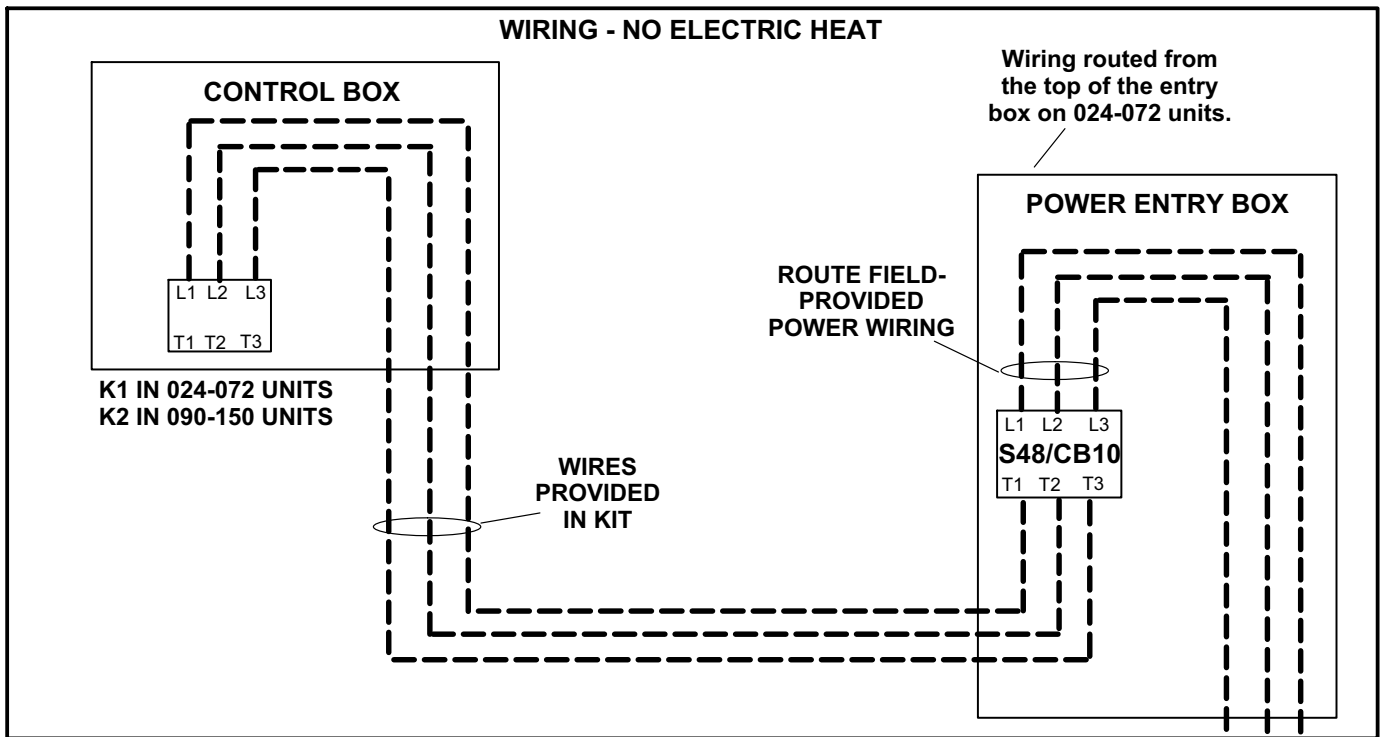 WIRING - NO ELECTRIC HEAT
CONTROL BOX
L1 L2 L3
T1 T2 T3
K1 IN 024-072 UNITS
K2 IN 090-150 UNITS
WIRES
PROVIDED
IN KIT
Wiring routed from
the top of the entry
box on 024-072 units.
POWER ENTRY BOX
ROUTE FIELD-
PROVIDED
POWER WIRING
L1 L2 L3
S48/CB10
T1 T2 T3